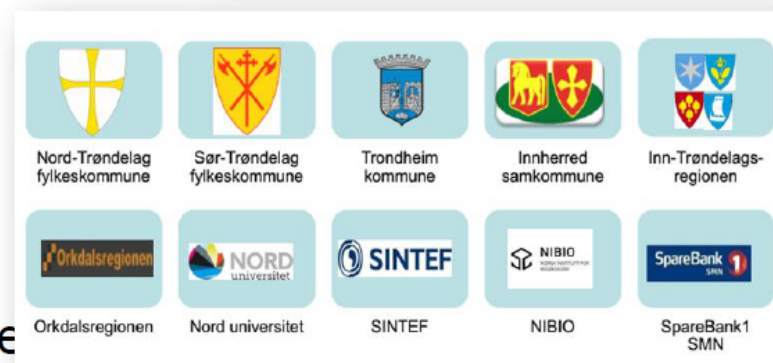 Nord-Trøndelag
fylkeskommune
Sør-Trøndelag
fylkeskommune
Trondheim
kommune
Innherred
samkommune
Inn-Trøndelags-
regionen
Orkdalsregionen
NORD
universitet
SINTEF
NIBIO
SpareBank 1
SMN
Orkdalsregionen
Nord universitet
SINTEF
NIBIO
SpareBank1
SMN
e